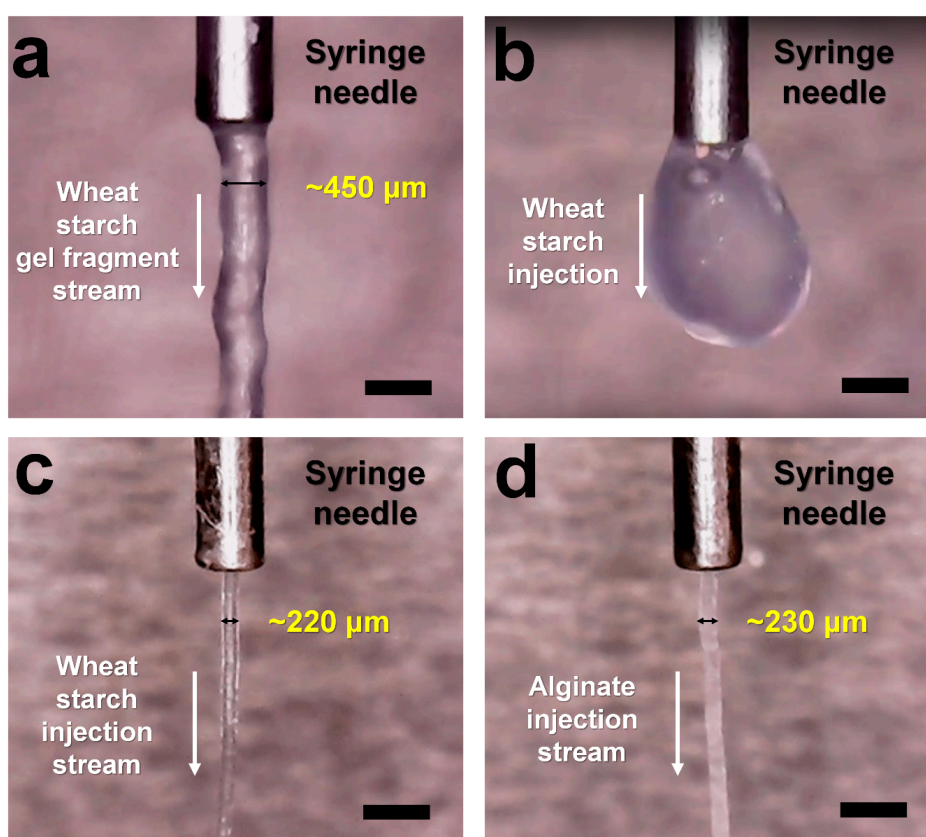 a
Syringe
needle
Wheat
starch
gel fragment
stream
~450 µm
b
Syringe
needle
Wheat
starch
injection
c
Syringe
needle
~220 µm
Wheat
starch
injection
stream
d
Syringe
needle
~230 µm
Alginate
injection
stream